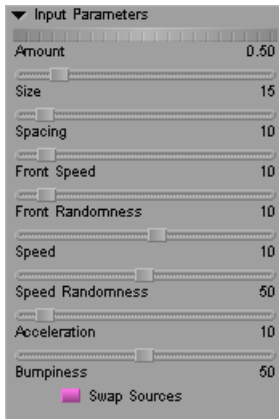 Input Parameters
Amount 0.50
Size 15
Spacing 10
Front Speed 10
Front Randomness 10
Speed 10
Speed Randomness 50
Acceleration 10
Bumpiness 50
Swap Sources